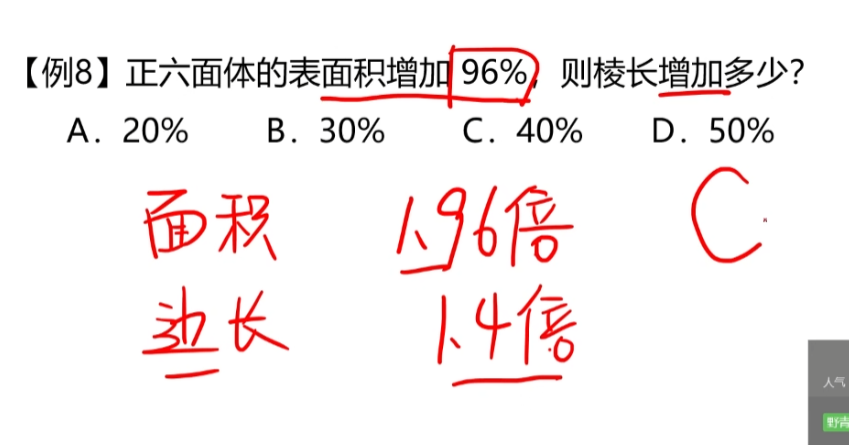 【例8】正六面体的表面积增加 96%，则棱长增加多少？
A. 20% B. 30% C. 40% D. 50%
面积 1.96倍 C
边长 1.4倍
人气
野青